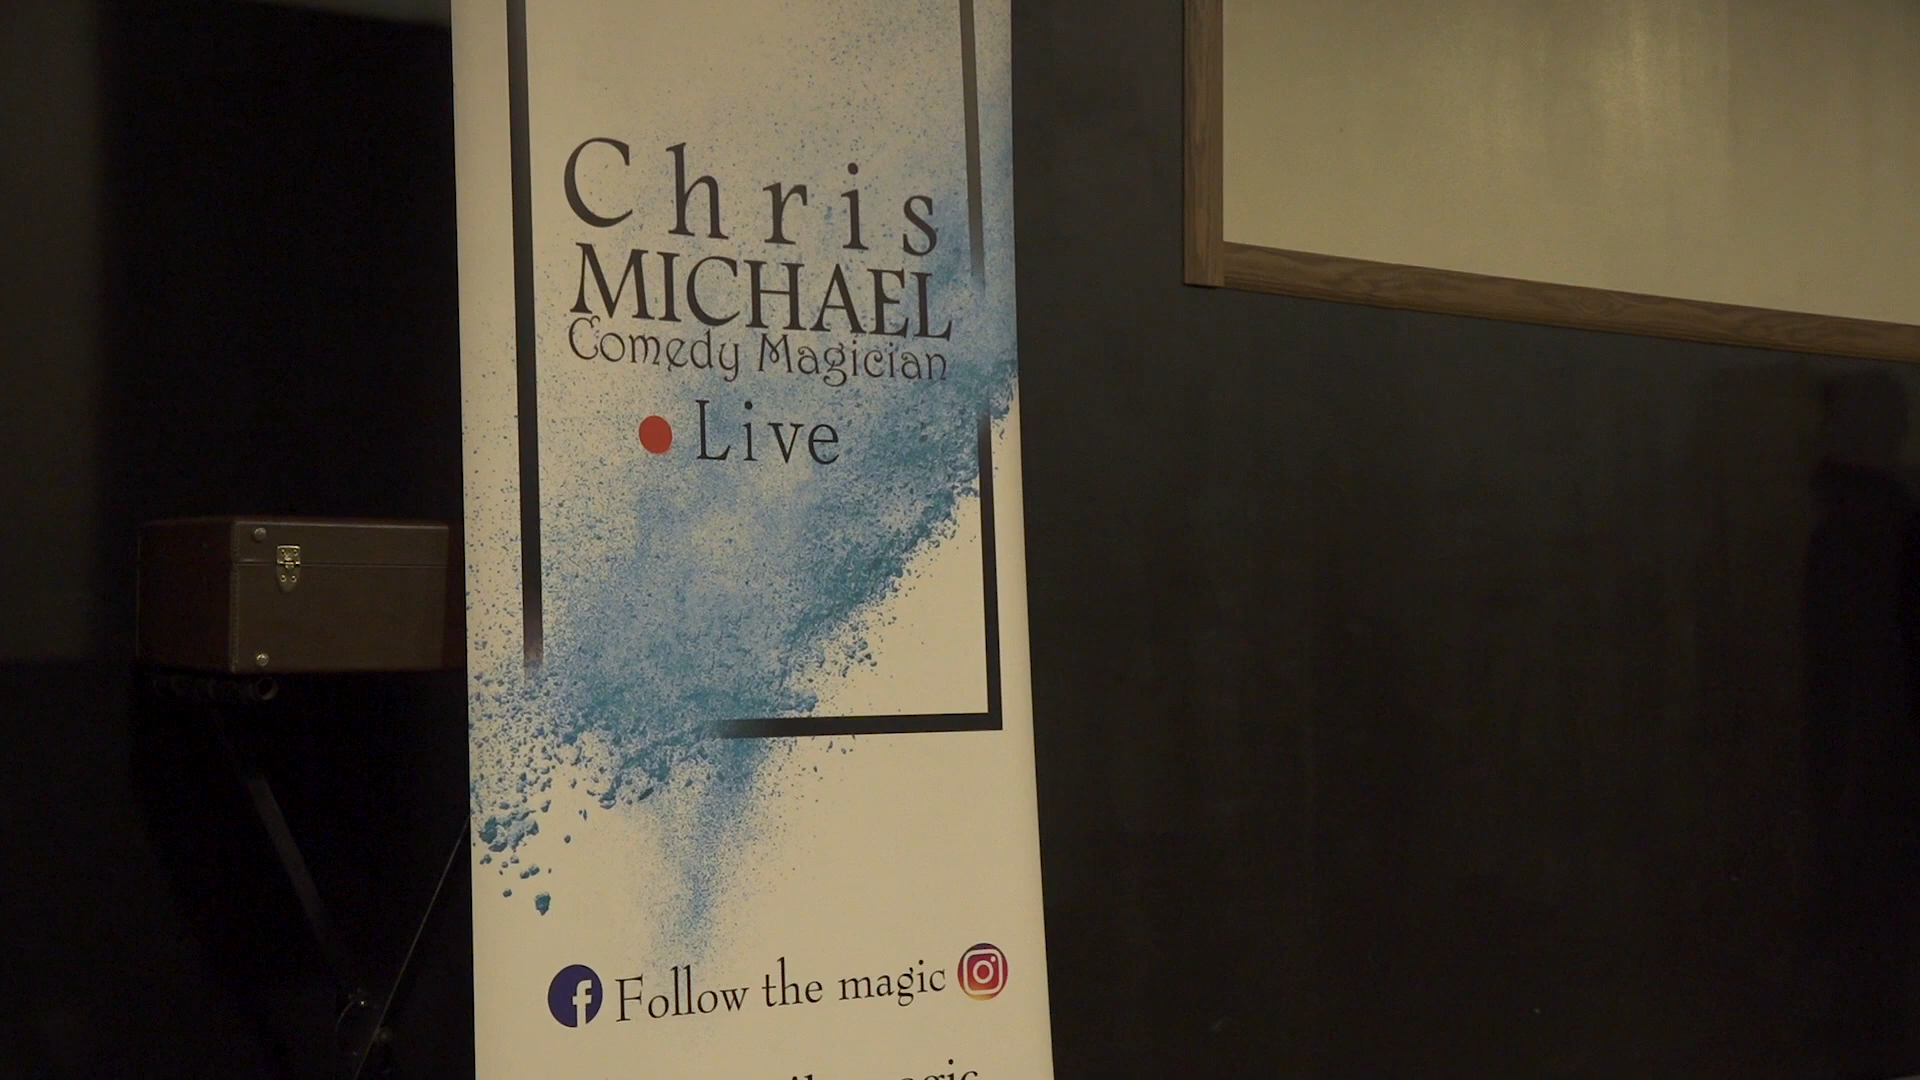 Chris
MICHAEL
Comedy Magician
Live
Follow the magic